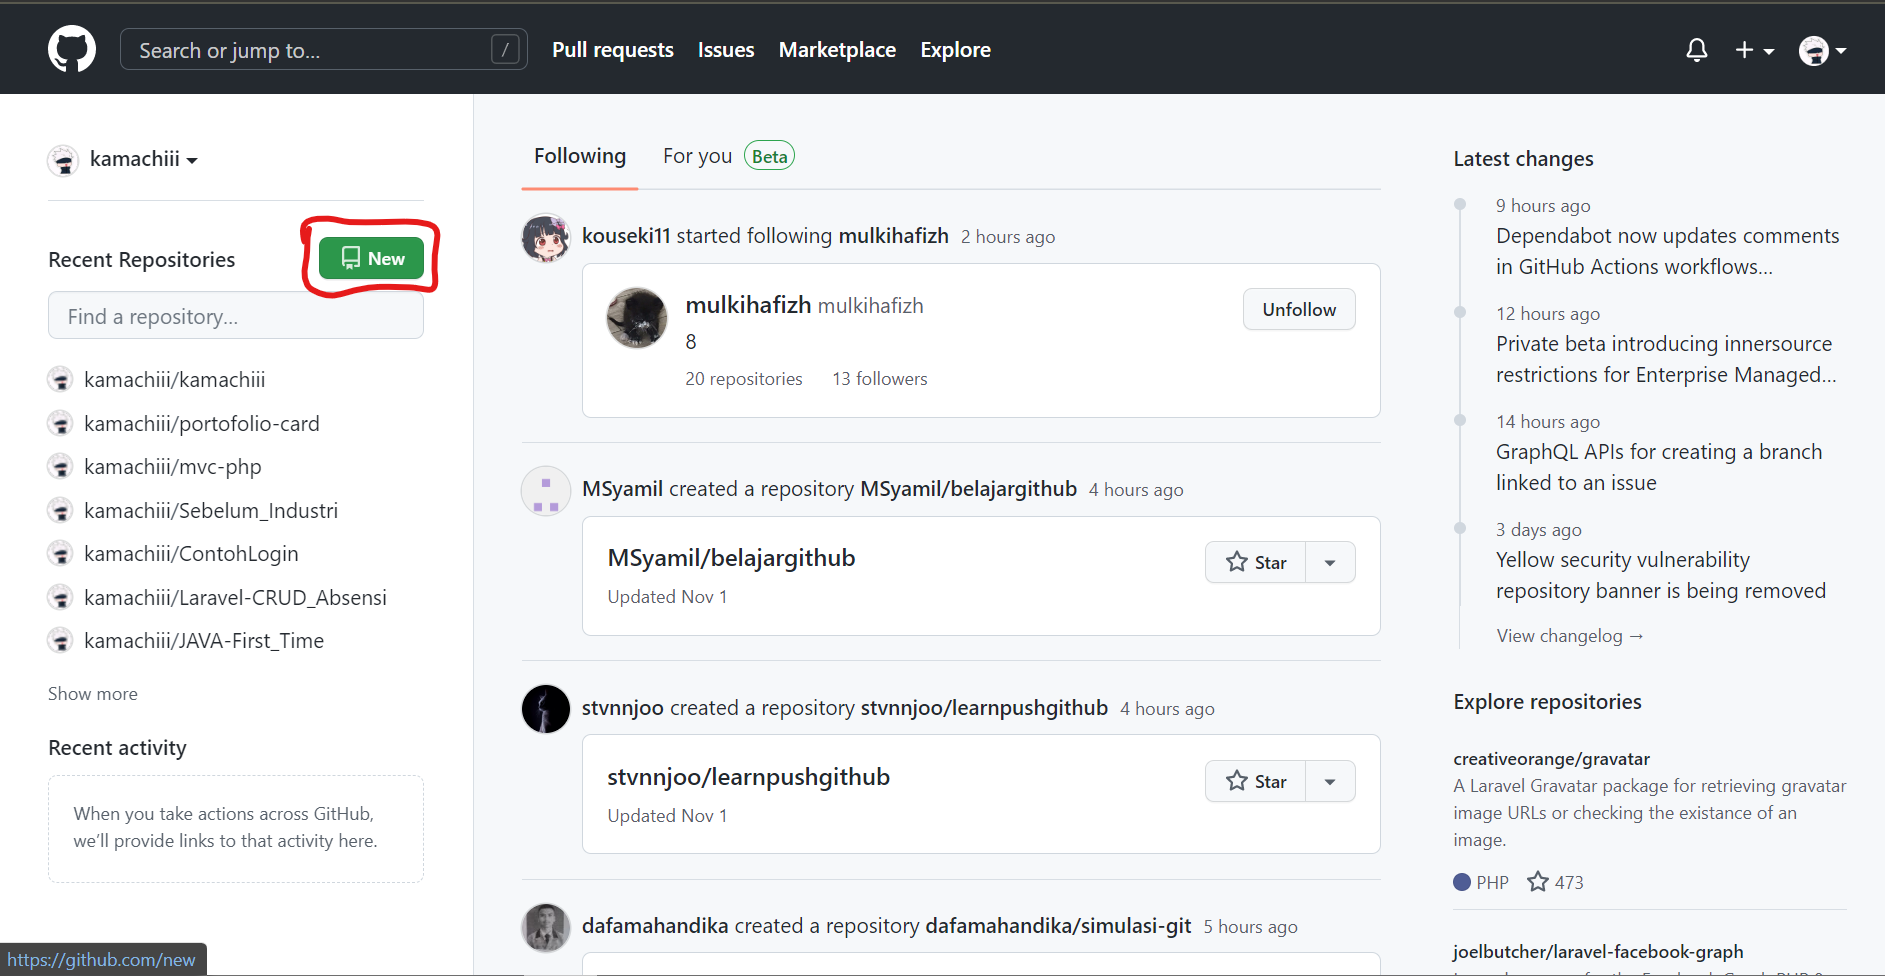 Search or jump to...
/
Pull requests
Issues
Marketplace
Explore
kamachiii
Recent Repositories
New
Find a repository...
kamachiii/kamachiii
kamachiii/portofolio-card
kamachiii/mvc-php
kamachiii/Sebelum_Industri
kamachiii/ContohLogin
kamachiii/Laravel-CRUD_Absensi
kamachiii/JAVA-First_Time
Show more
Recent activity
When you take actions across GitHub,
we'll provide links to that activity here.
https://github.com/new
Following
For you
Beta
kouseki11 started following mulkihafizh 2 hours ago
mulkihafizh mulkihafizh
8
20 repositories 13 followers
Unfollow
MSyamil created a repository MSyamil/belajargithub 4 hours ago
MSyamil/belajargithub
Updated Nov 1
Star
stvnnjoo created a repository stvnnjoo/learnpushgithub 4 hours ago
stvnnjoo/learnpushgithub
Updated Nov 1
Star
dafamahandika created a repository dafamahandika/simulasi-git 5 hours ago
Latest changes
9 hours ago
Dependabot now updates comments
in GitHub Actions workflows...
12 hours ago
Private beta introducing innersource
restrictions for Enterprise Managed...
14 hours ago
GraphQL APIs for creating a branch
linked to an issue
3 days ago
Yellow security vulnerability
repository banner is being removed
View changelog →
Explore repositories
creativeorange/gravatar
A Laravel Gravatar package for retrieving gravatar
image URLs or checking the existance of an
image.
PHP 473
joelbutcher/laravel-facebook-graph